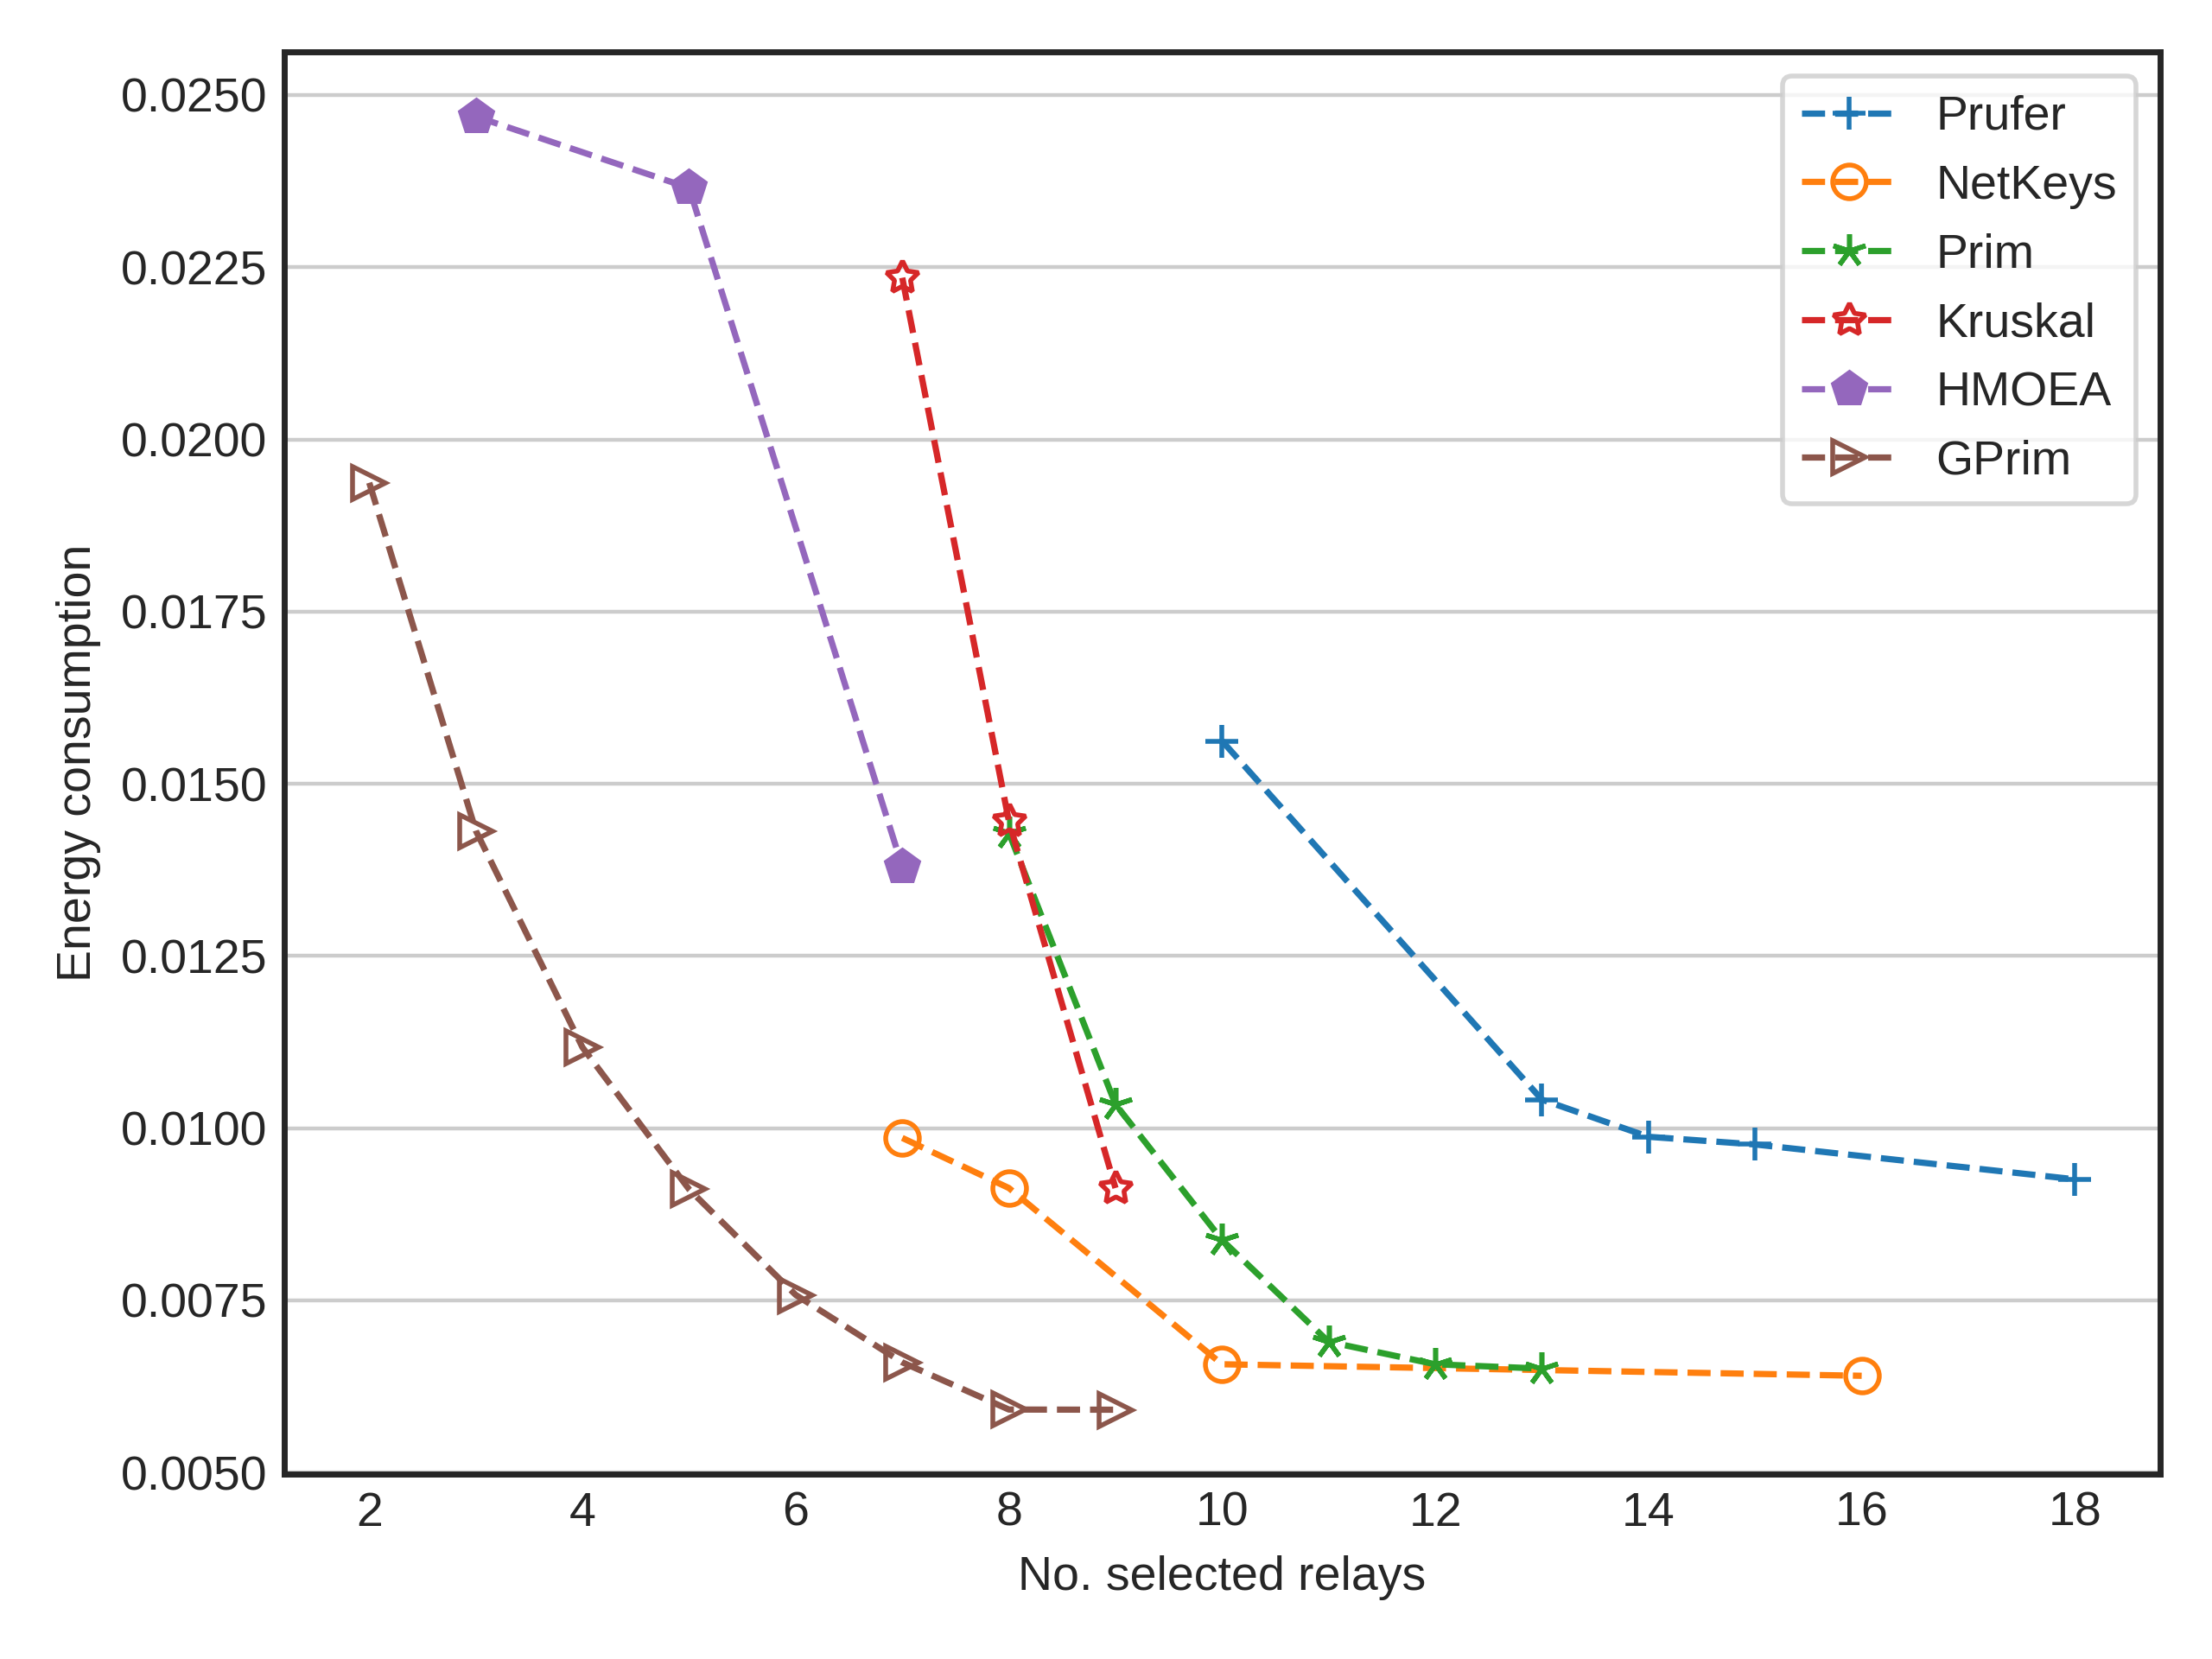 0.0250
0.0225
0.0200
0.0175
0.0150
0.0125
0.0100
0.0075
0.0050
Energy consumption
2 4 6 8 10 12 14 16 18
No. selected relays
Prufer
NetKeys
Prim
Kruskal
HMOEA
GPrim